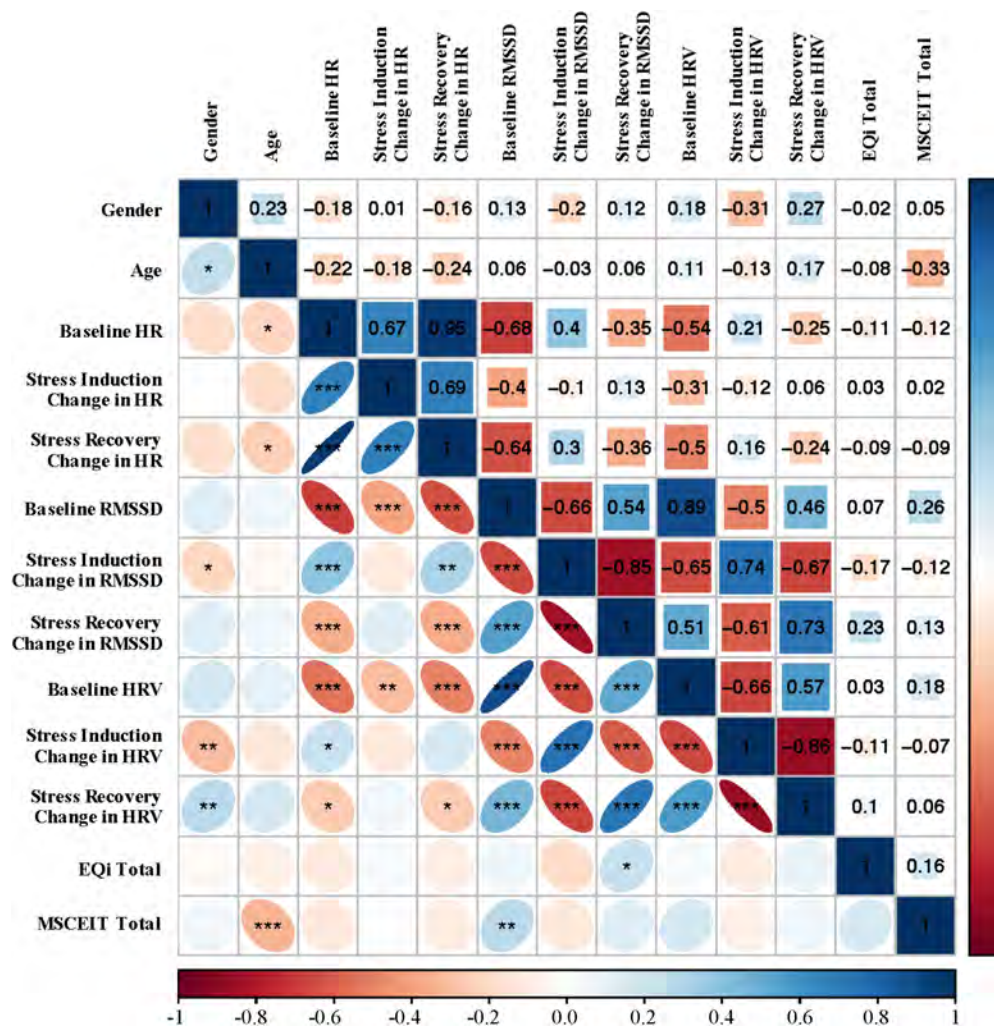 Gender
Age
Baseline HR
Stress Induction
Change in HR
Stress Recovery
Change in HR
Baseline RMSSD
Stress Induction
Change in RMSSD
Stress Recovery
Change in RMSSD
Baseline HRV
Stress Induction
Change in HRV
Stress Recovery
Change in HRV
EQi Total
MSCEIT Total
Gender 1 0.23 −0.18 0.01 −0.16 0.13 −0.2 0.12 0.18 −0.31 0.27 −0.02 0.05
Age * 1 −0.22 −0.18 −0.24 0.06 −0.03 0.06 0.11 −0.13 0.17 −0.08 −0.33
Baseline HR * 1 0.67 0.95 −0.68 0.4 −0.35 −0.54 0.21 −0.25 −0.11 −0.12
Stress Induction
Change in HR *** 1 0.69 −0.4 −0.1 0.13 −0.31 −0.12 0.06 0.03 0.02
Stress Recovery
Change in HR * *** *** 1 −0.64 0.3 −0.36 −0.5 0.16 −0.24 −0.09 −0.09
Baseline RMSSD *** *** *** 1 −0.66 0.54 0.89 −0.5 0.46 0.07 0.26
Stress Induction
Change in RMSSD * *** ** *** 1 −0.85 −0.65 0.74 −0.67 −0.17 −0.12
Stress Recovery
Change in RMSSD *** *** *** *** 1 0.51 −0.61 0.73 0.23 0.13
Baseline HRV *** ** *** *** *** *** 1 −0.66 0.57 0.03 0.18
Stress Induction
Change in HRV ** * *** *** *** *** 1 −0.86 −0.11 −0.07
Stress Recovery
Change in HRV ** * * *** *** *** *** *** 1 0.1 0.06
EQi Total * 1 0.16
MSCEIT Total *** ** 1
-1 -0.8 -0.6 -0.4 -0.2 0.0 0.2 0.4 0.6 0.8 1